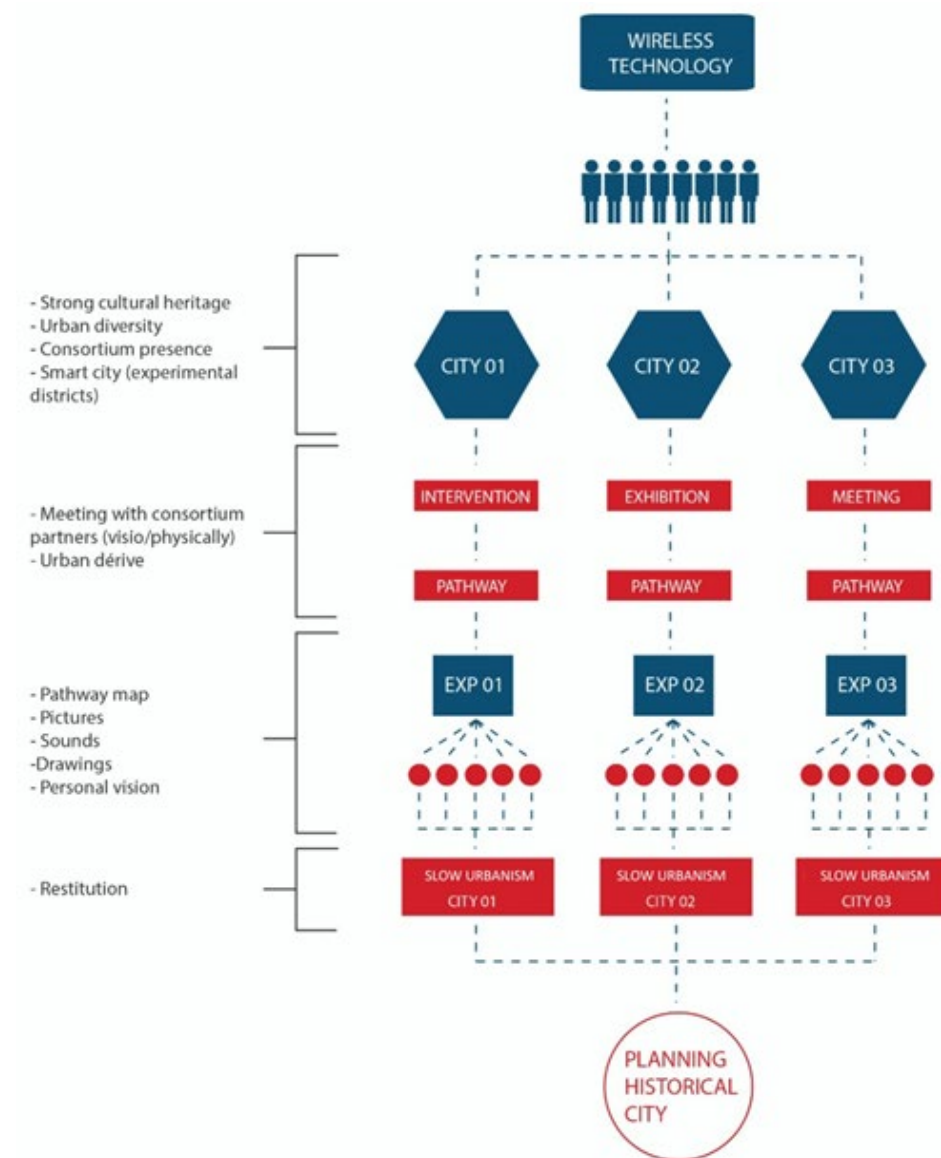 WIRELESS
TECHNOLOGY
- Strong cultural heritage
- Urban diversity
- Consortium presence
- Smart city (experimental
districts)
CITY 01
CITY 02
CITY 03
- Meeting with consortium
partners (visio/physically)
- Urban dérive
INTERVENTION
EXHIBITION
MEETING
PATHWAY
PATHWAY
PATHWAY
- Pathway map
- Pictures
- Sounds
-Drawings
- Personal vision
EXP 01
EXP 02
EXP 03
- Restitution
SLOW URBANISM
CITY 01
SLOW URBANISM
CITY 02
SLOW URBANISM
CITY 03
PLANNING
HISTORICAL
CITY